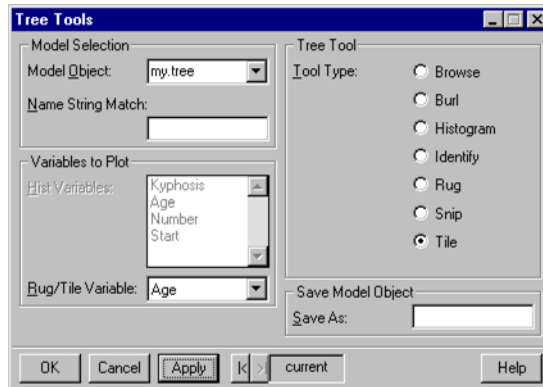 Tree Tools
Model Selection
Model Object: my.tree
Name String Match:
Variables to Plot
Hist Variables: Kyphosis
Age
Number
Start
Rug/Tile Variable: Age
Tree Tool
Tool Type: Browse
Burl
Histogram
Identify
Rug
Snip
Tile
Save Model Object
Save As:
OK Cancel Apply current Help